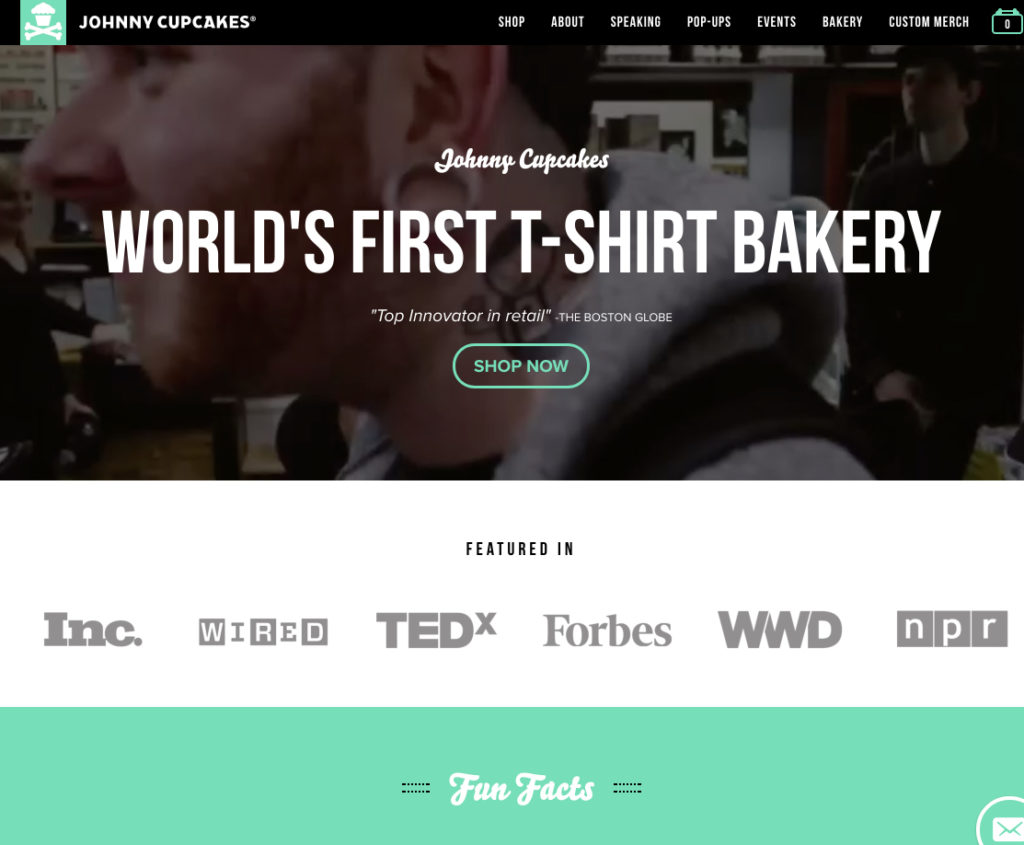 JOHNNY CUPCAKES®
SHOP ABOUT SPEAKING POP-UPS EVENTS BAKERY CUSTOM MERCH 0
Johnny Cupcakes
WORLD'S FIRST T-SHIRT BAKERY
"Top Innovator in retail" -THE BOSTON GLOBE
SHOP NOW
FEATURED IN
Inc. WIRED TEDx Forbes WWD npr
Fun Facts